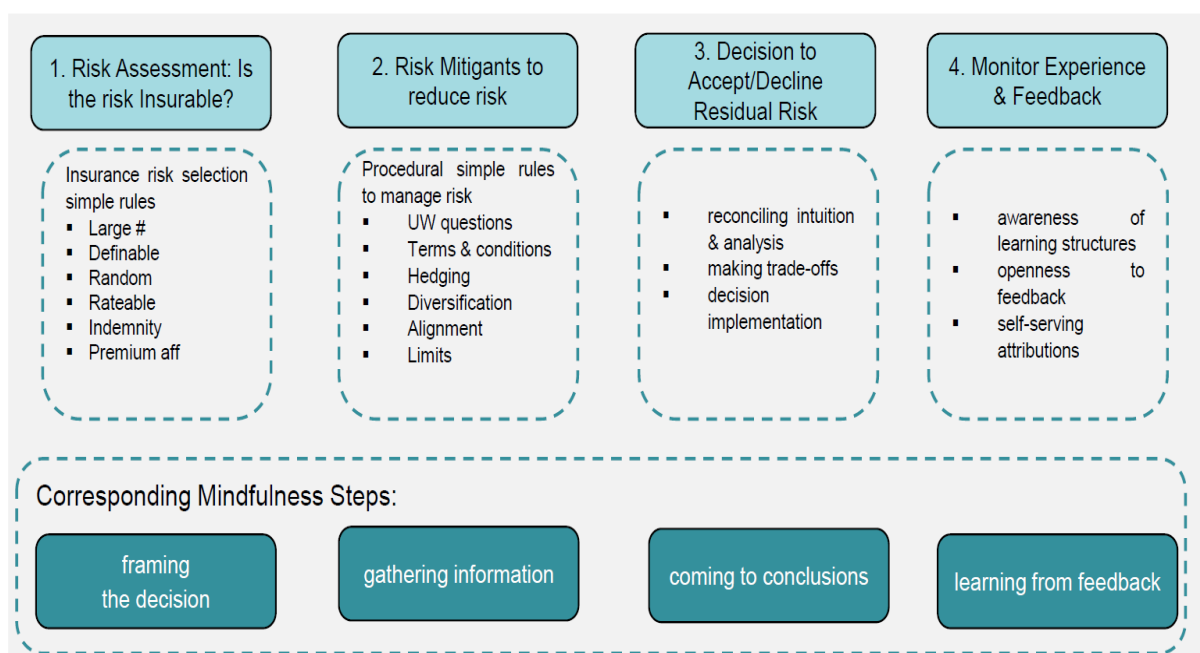 1. Risk Assessment: Is
the risk Insurable?
2. Risk Mitigants to
reduce risk
3. Decision to
Accept/Decline
Residual Risk
4. Monitor Experience
& Feedback
Insurance risk selection
simple rules
▪ Large #
▪ Definable
▪ Random
▪ Rateable
▪ Indemnity
▪ Premium aff
Procedural simple rules
to manage risk
▪ UW questions
▪ Terms & conditions
▪ Hedging
▪ Diversification
▪ Alignment
▪ Limits
▪ reconciling intuition
& analysis
▪ making trade-offs
▪ decision
implementation
▪ awareness of
learning structures
▪ openness to
feedback
▪ self-serving
attributions
Corresponding Mindfulness Steps:
framing
the decision
gathering information
coming to conclusions
learning from feedback